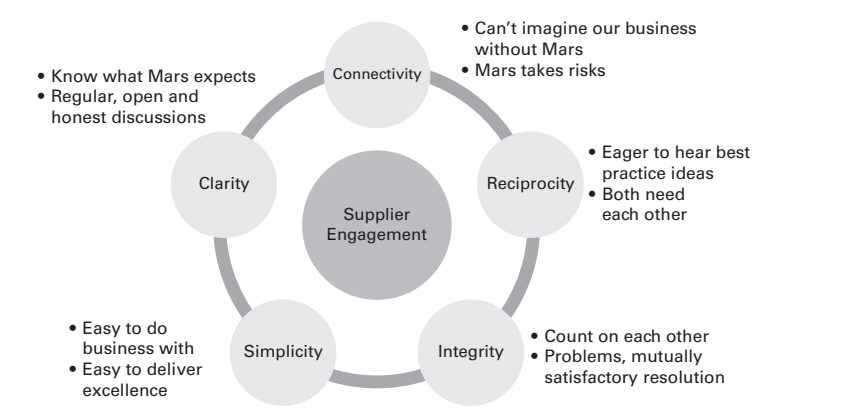 Connectivity
• Can't imagine our business
without Mars
• Mars takes risks
Reciprocity
• Eager to hear best
practice ideas
• Both need
each other
Integrity
• Count on each other
• Problems, mutually
satisfactory resolution
Simplicity
• Easy to do
business with
• Easy to deliver
excellence
Clarity
• Know what Mars expects
• Regular, open and
honest discussions
Supplier
Engagement